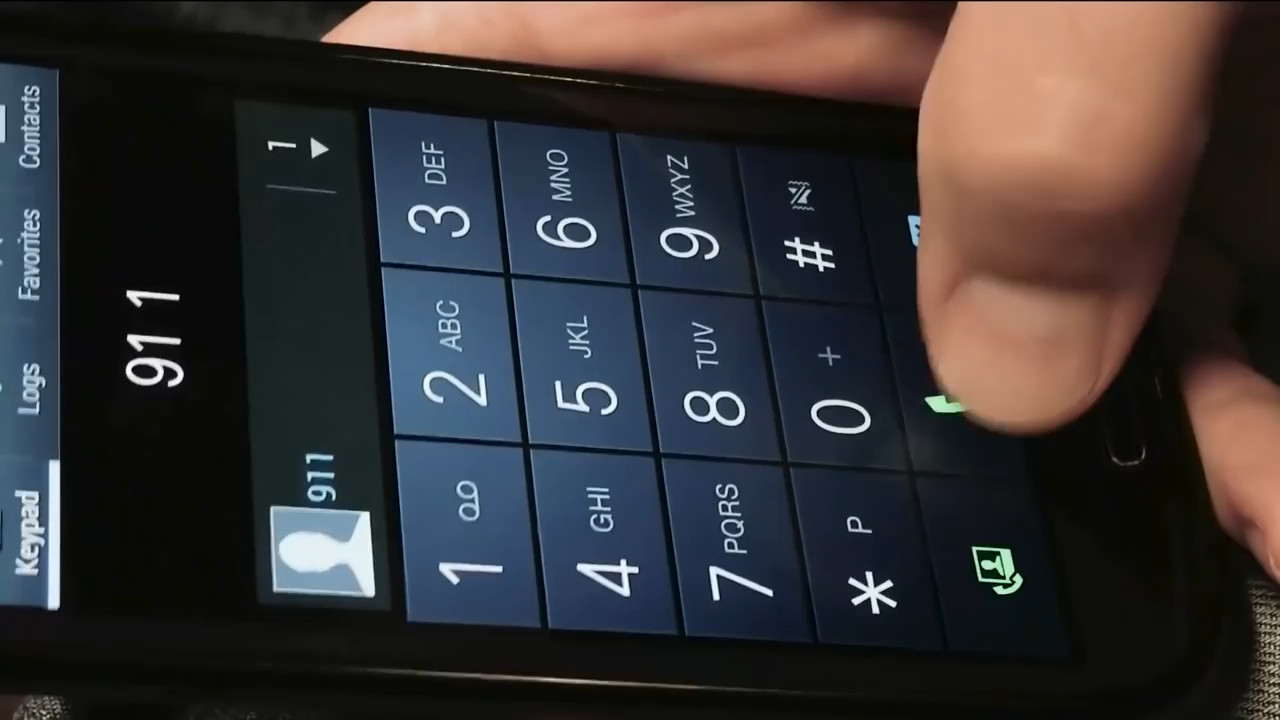 Keypad Logs Favorites Contacts
911
911 1
1
2 ABC
3 DEF
4 GHI
5 JKL
6 MNO
7 PQRS
8 TUV
9 WXYZ
* P
0 +
#